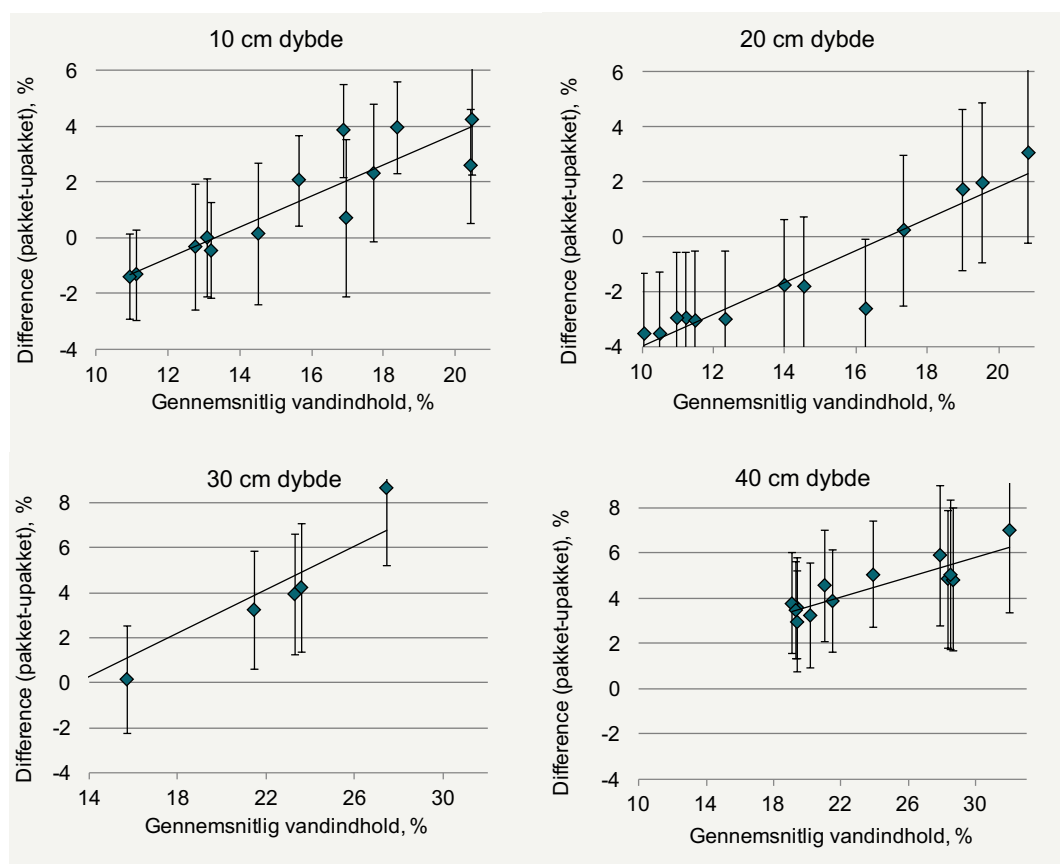 10 cm dybde
Difference (pakket-upakket), %
6
4
2
0
-2
-4
10 12 14 16 18 20
Gennemsnitlig vandindhold, %
20 cm dybde
Difference (pakket-upakket), %
6
4
2
0
-2
-4
10 12 14 16 18 20
Gennemsnitlig vandindhold, %
30 cm dybde
Difference (pakket-upakket), %
8
6
4
2
0
-2
-4
14 18 22 26 30
Gennemsnitlig vandindhold, %
40 cm dybde
Difference (pakket-upakket), %
8
6
4
2
0
-2
-4
10 14 18 22 26 30
Gennemsnitlig vandindhold, %